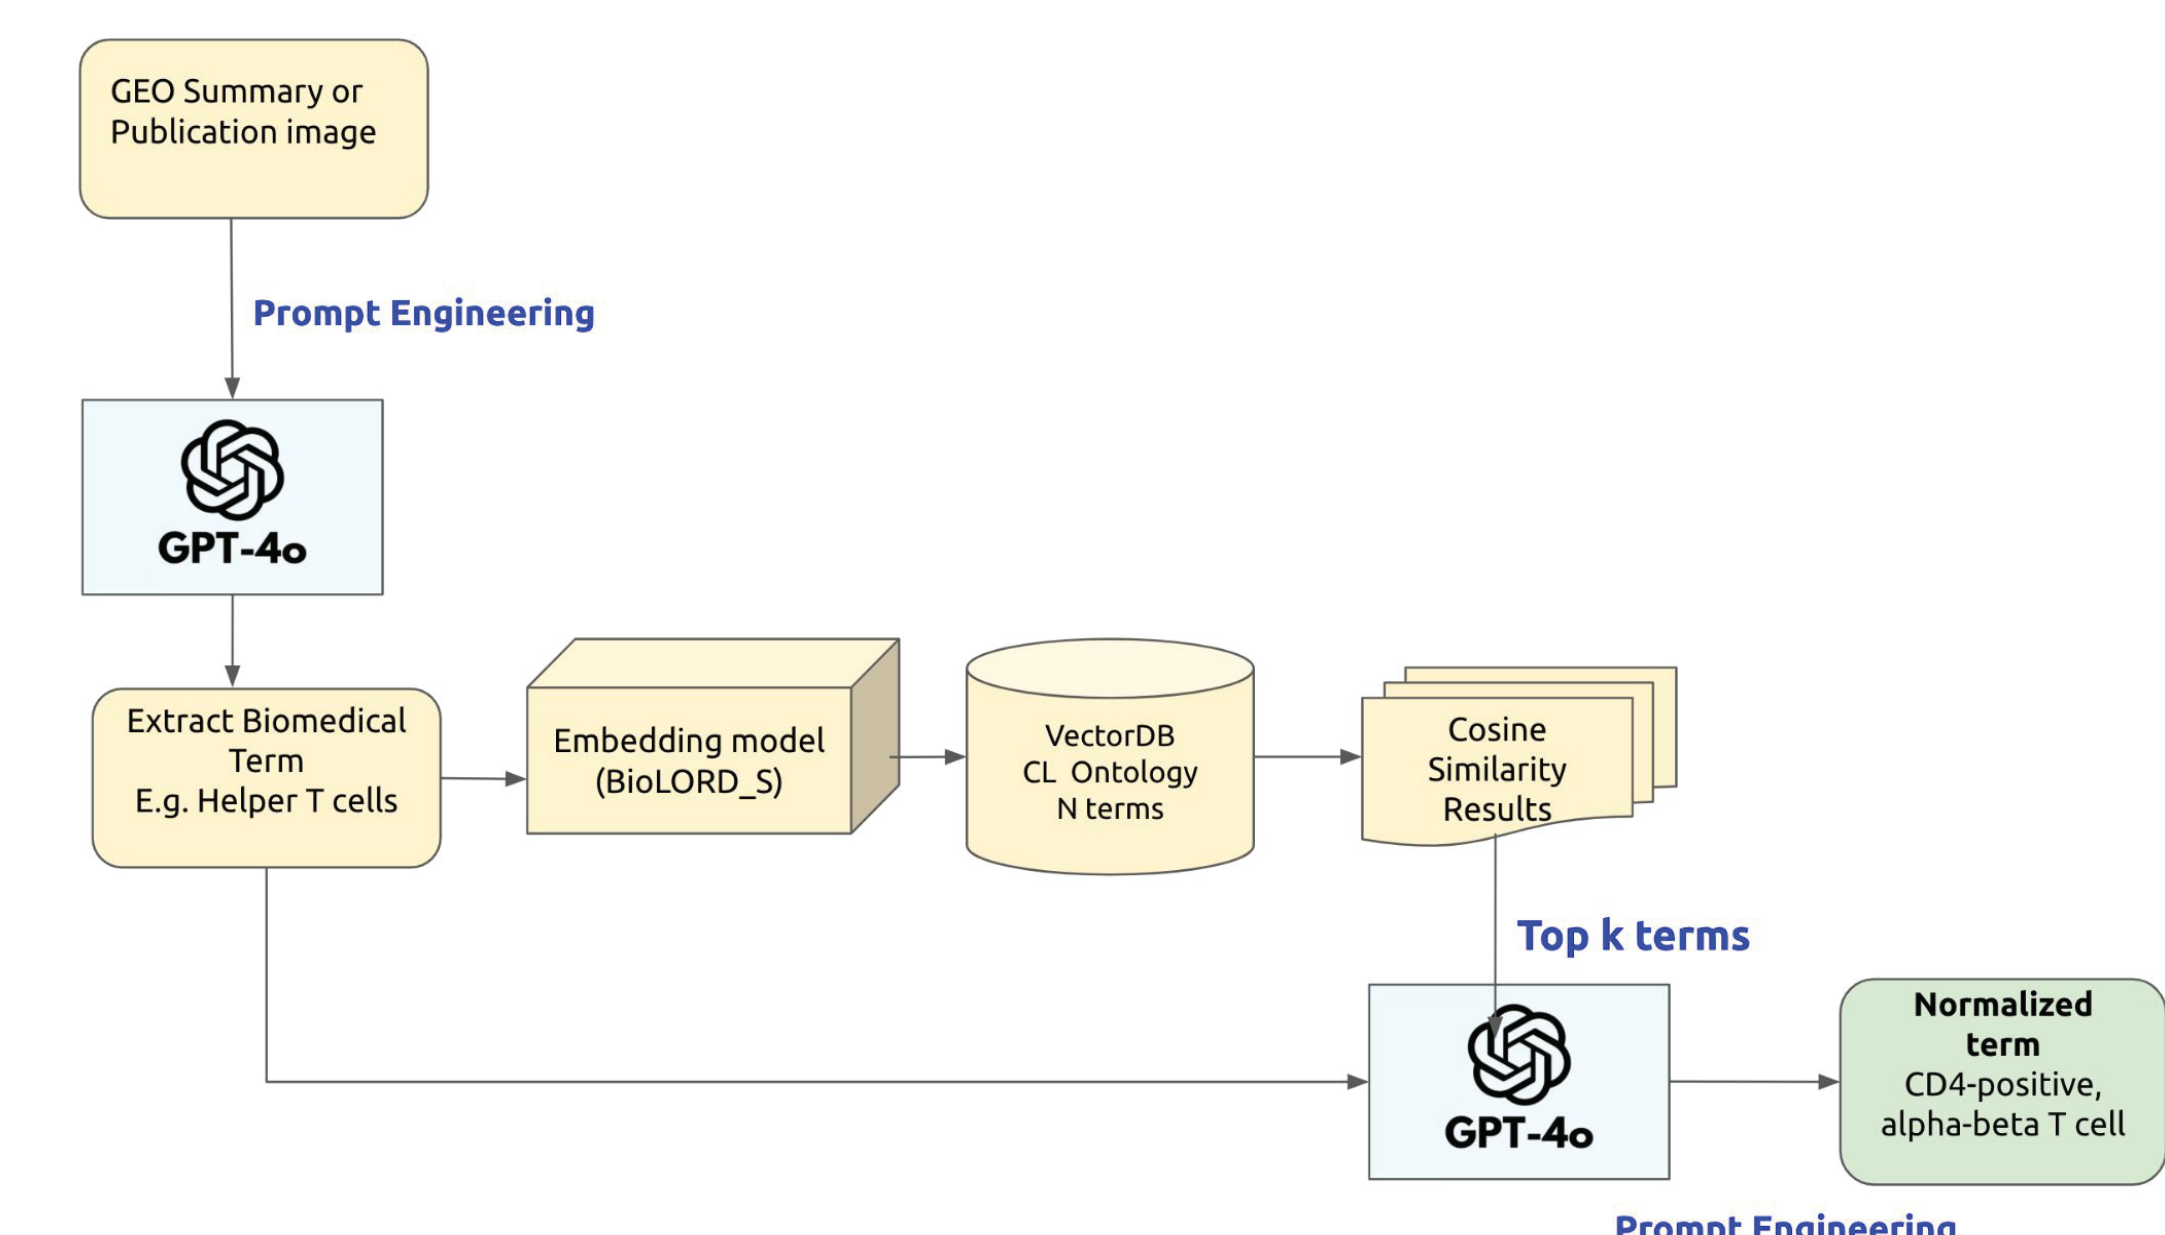 GEO Summary or
Publication image
Prompt Engineering
GPT-4o
Extract Biomedical
Term
E.g. Helper T cells
Embedding model
(BioLORD_S)
VectorDB
CL Ontology
N terms
Cosine
Similarity
Results
Top k terms
GPT-4o
Normalized
term
CD4-positive,
alpha-beta T cell
Prompt Engineering